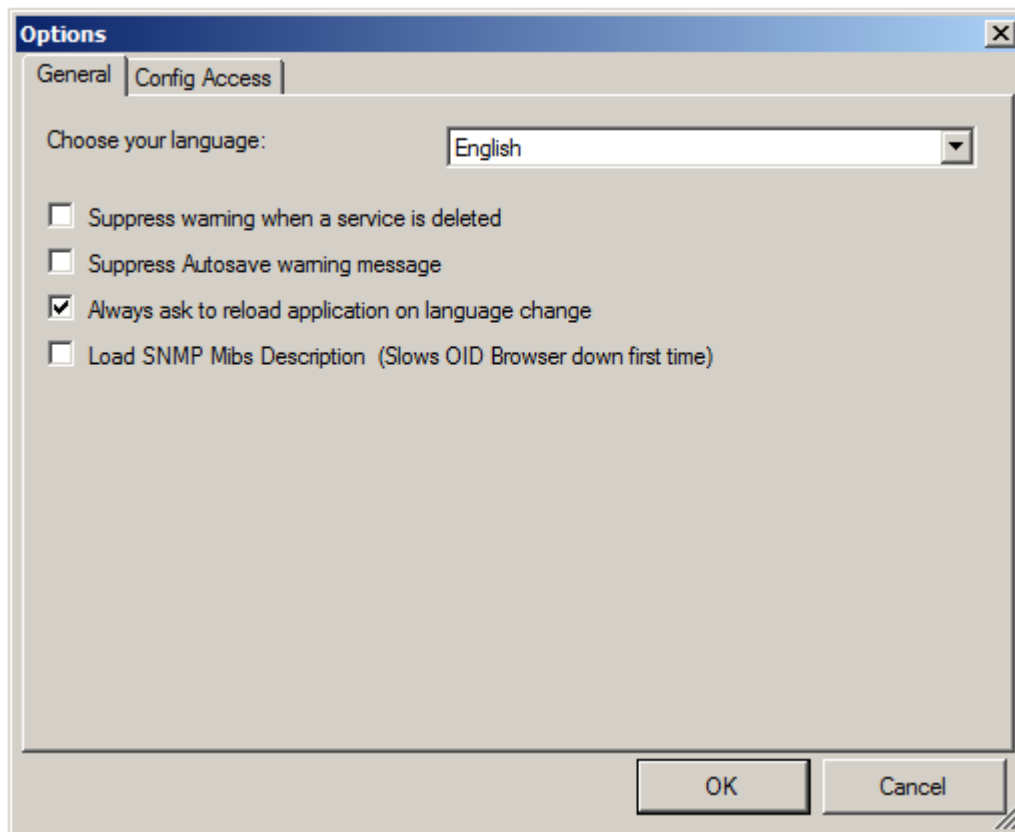 Options
General
Config Access
Choose your language:
English
Suppress warning when a service is deleted
Suppress Autosave warning message
Always ask to reload application on language change
Load SNMP Mibs Description  (Slows OID Browser down first time)
OK
Cancel